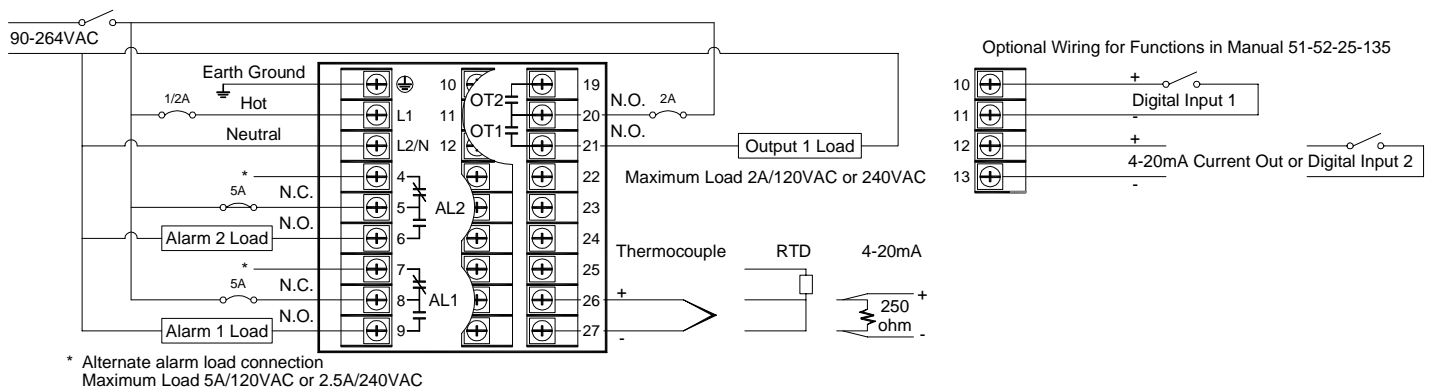 90-264VAC
Optional Wiring for Functions in Manual 51-52-25-135
Earth Ground
1/2A
Hot
Neutral
*
5A
N.C.
N.O.
Alarm 2 Load
*
5A
N.C.
N.O.
Alarm 1 Load
L1
L2/N
4
5
6
7
8
9
AL2
AL1
10
11
12
OT2
OT1
19
20
21
22
23
24
25
26
27
N.O.
2A
N.O.
Output 1 Load
Maximum Load 2A/120VAC or 240VAC
Thermocouple
RTD
4-20mA
+
-
+
250
ohm
-
10
11
12
13
+
Digital Input 1
-
+
4-20mA Current Out or Digital Input 2
-
* Alternate alarm load connection
Maximum Load 5A/120VAC or 2.5A/240VAC